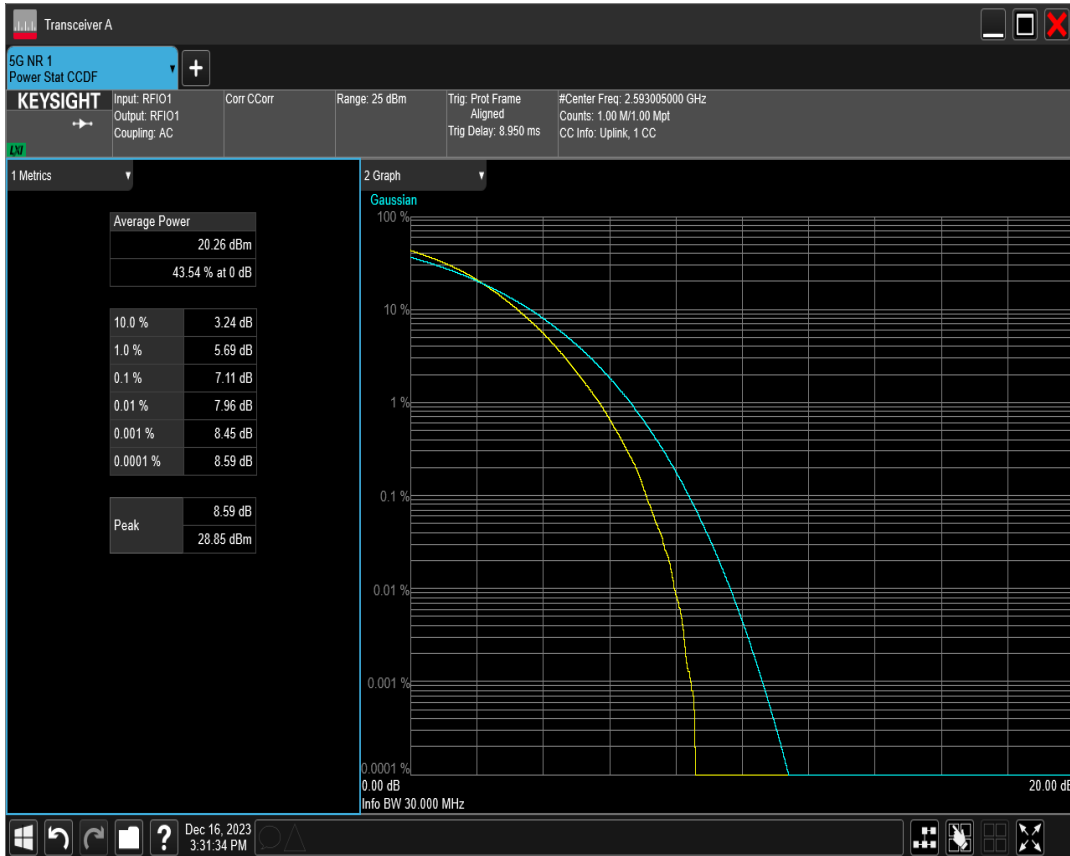 Transceiver A
5G NR 1
Power Stat CCDF
KEYSIGHT
LXI
Input: RFIO1
Output: RFIO1
Coupling: AC
Corr CCorr
Range: 25 dBm
Trig: Prot Frame
Aligned
Trig Delay: 8.950 ms
#Center Freq: 2.593005000 GHz
Counts: 1.00 M/1.00 Mpt
CC Info: Uplink, 1 CC
1 Metrics
Average Power
20.26 dBm
43.54 % at 0 dB
10.0 % 3.24 dB
1.0 % 5.69 dB
0.1 % 7.11 dB
0.01 % 7.96 dB
0.001 % 8.45 dB
0.0001 % 8.59 dB
Peak
8.59 dB
28.85 dBm
2 Graph
Gaussian
100 %
10 %
1 %
0.1 %
0.01 %
0.001 %
0.0001 %
0.00 dB 20.00 dB
Info BW 30.000 MHz
?
Dec 16, 2023
3:31:34 PM